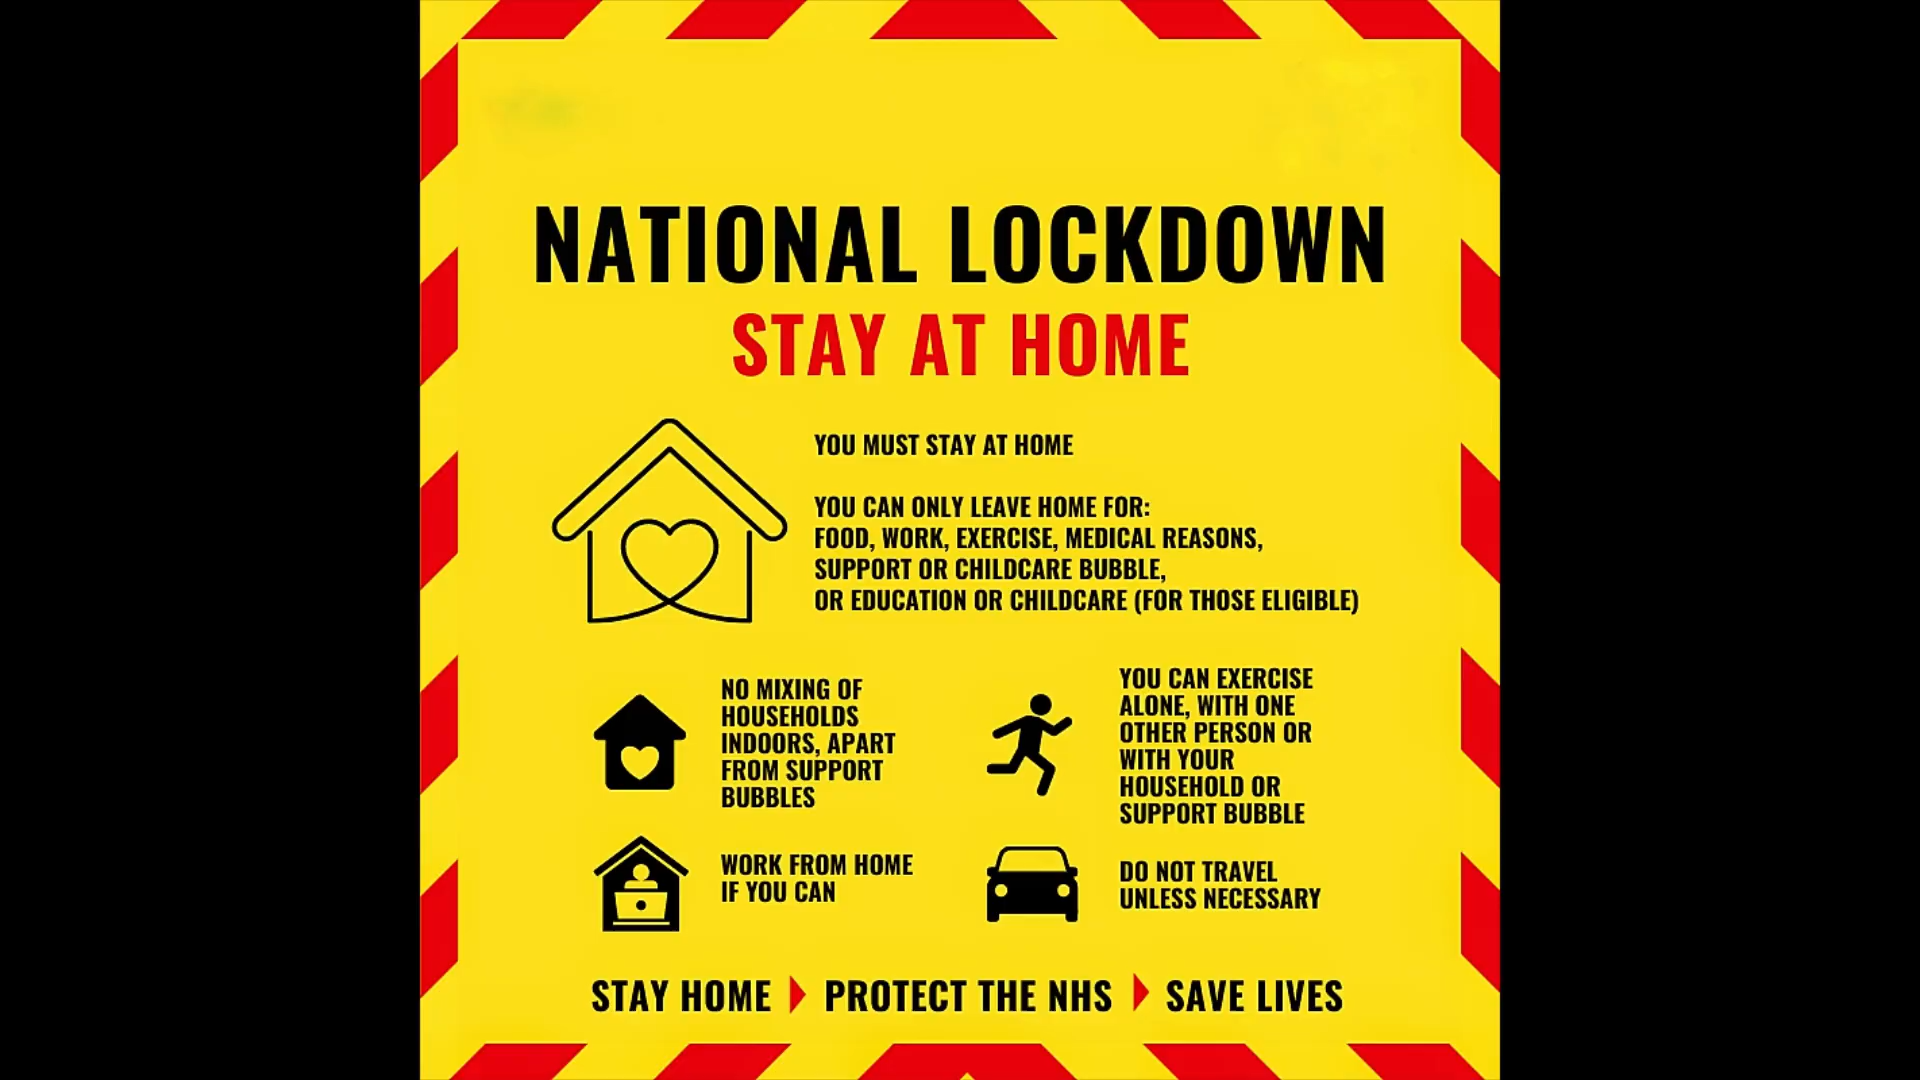 NATIONAL LOCKDOWN
STAY AT HOME
YOU MUST STAY AT HOME
YOU CAN ONLY LEAVE HOME FOR:
FOOD, WORK, EXERCISE, MEDICAL REASONS,
SUPPORT OR CHILDCARE BUBBLE,
OR EDUCATION OR CHILDCARE (FOR THOSE ELIGIBLE)
NO MIXING OF
HOUSEHOLDS
INDOORS, APART
FROM SUPPORT
BUBBLES
YOU CAN EXERCISE
ALONE, WITH ONE
OTHER PERSON OR
WITH YOUR
HOUSEHOLD OR
SUPPORT BUBBLE
WORK FROM HOME
IF YOU CAN
DO NOT TRAVEL
UNLESS NECESSARY
STAY HOME PROTECT THE NHS SAVE LIVES